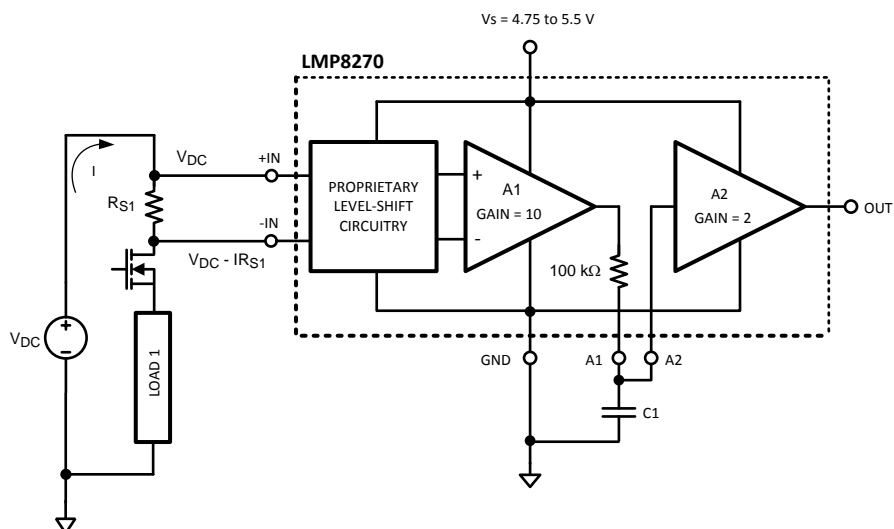 Vs = 4.75 to 5.5 V
LMP8270
I
VDC
+IN
RS1
-IN
VDC - IRS1
PROPRIETARY
LEVEL-SHIFT
CIRCUITRY
+
-
A1
GAIN = 10
100 kΩ
A2
GAIN = 2
OUT
+
-
VDC
LOAD 1
GND
A1
A2
C1